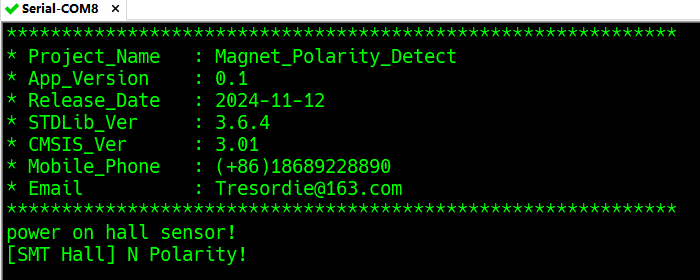 Serial-COM8 ×
**************************************************************
* Project_Name   : Magnet_Polarity_Detect
* App_Version    : 0.1
* Release_Date   : 2024-11-12
* STDLib_Ver     : 3.6.4
* CMSIS_Ver      : 3.01
* Mobile_Phone   : (+86)18689228890
* Email          : Tresordie@163.com
**************************************************************
power on hall sensor!
[SMT Hall] N Polarity!